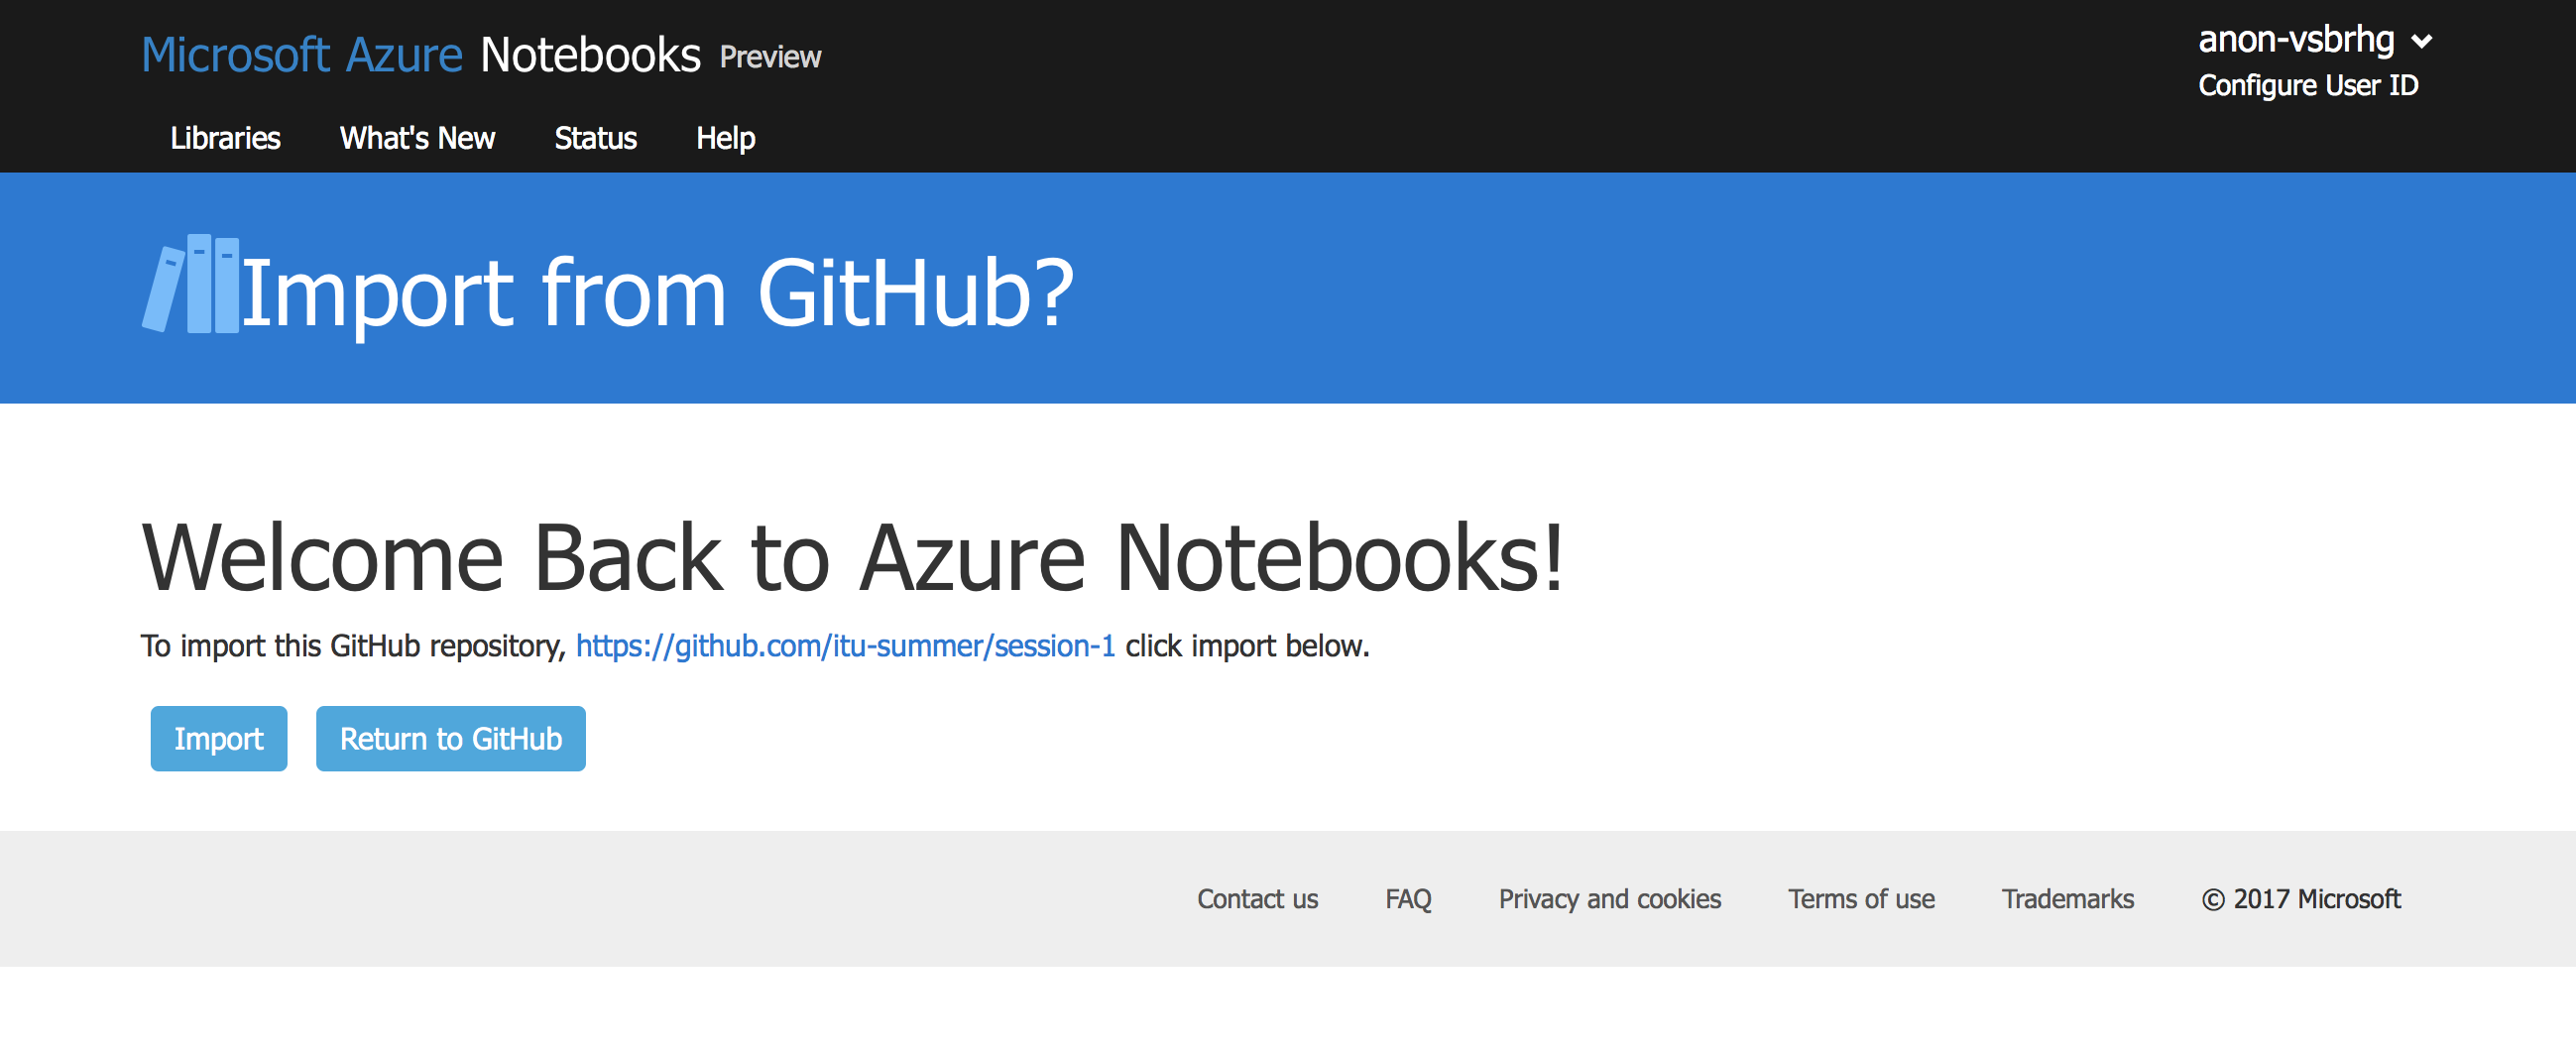 Microsoft Azure Notebooks Preview
anon-vsbrhg
Configure User ID
Libraries What's New Status Help
Import from GitHub?
Welcome Back to Azure Notebooks!
To import this GitHub repository, https://github.com/itu-summer/session-1 click import below.
Import Return to GitHub
Contact us FAQ Privacy and cookies Terms of use Trademarks © 2017 Microsoft